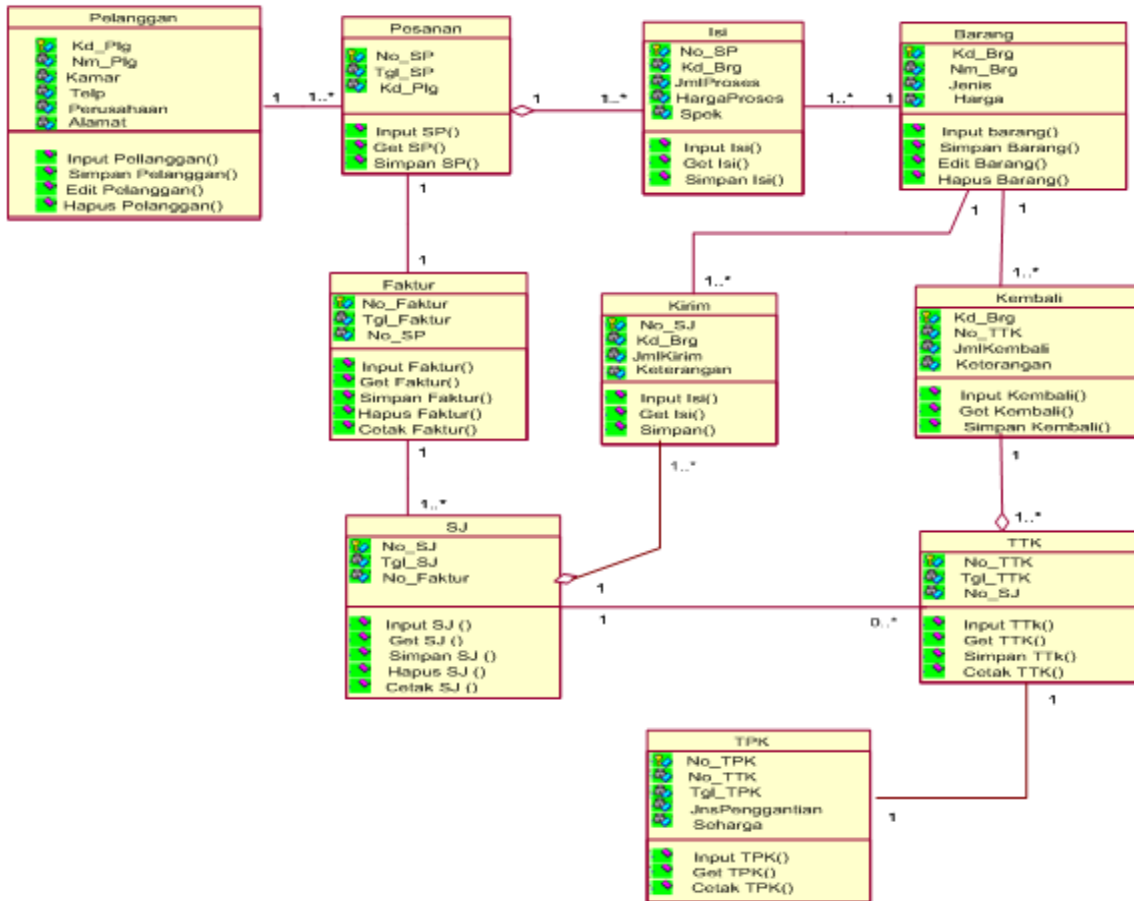 Pelanggan
Kd_Plg
Nm_Plg
Kamar
Telp
Perusahaan
Alamat
Input Pellanggan()
Simpan Pelanggan()
Edit Pelanggan()
Hapus Pelanggan()
1
1..*
Pesanan
No_SP
Tgl_SP
Kd_Plg
Input SP()
Get SP()
Simpan SP()
1
1..*
Isi
No_SP
Kd_Brg
JmlProses
HargaProses
Spek
Input Isi()
Get Isi()
Simpan Isi()
1..*
1
Barang
Kd_Brg
Nm_Brg
Jenis
Harga
Input barang()
Simpan Barang()
Edit Barang()
Hapus Barang()
1
1
1
1
Faktur
No_Faktur
Tgl_Faktur
No_SP
Input Faktur()
Get Faktur()
Simpan Faktur()
Hapus Faktur()
Cetak Faktur()
1..*
Kirim
No_SJ
Kd_Brg
JmlKirim
Keterangan
Input Isi()
Get Isi()
Simpan()
1..*
Kembali
Kd_Brg
No_TTK
JmlKembali
Keterangan
Input Kembali()
Get Kembali()
Simpan Kembali()
1
1..*
1..*
1
1
1..*
SJ
No_SJ
Tgl_SJ
No_Faktur
Input SJ ()
Get SJ ()
Simpan SJ ()
Hapus SJ ()
Cetak SJ ()
1
0..*
TTK
No_TTK
Tgl_TTK
No_SJ
Input TTk()
Get TTK()
Simpan TTk()
Cetak TTK()
1
1
TPK
No_TPK
No_TTK
Tgl_TPK
JnsPenggantian
Seharga
Input TPK()
Get TPK()
Cetak TPK()